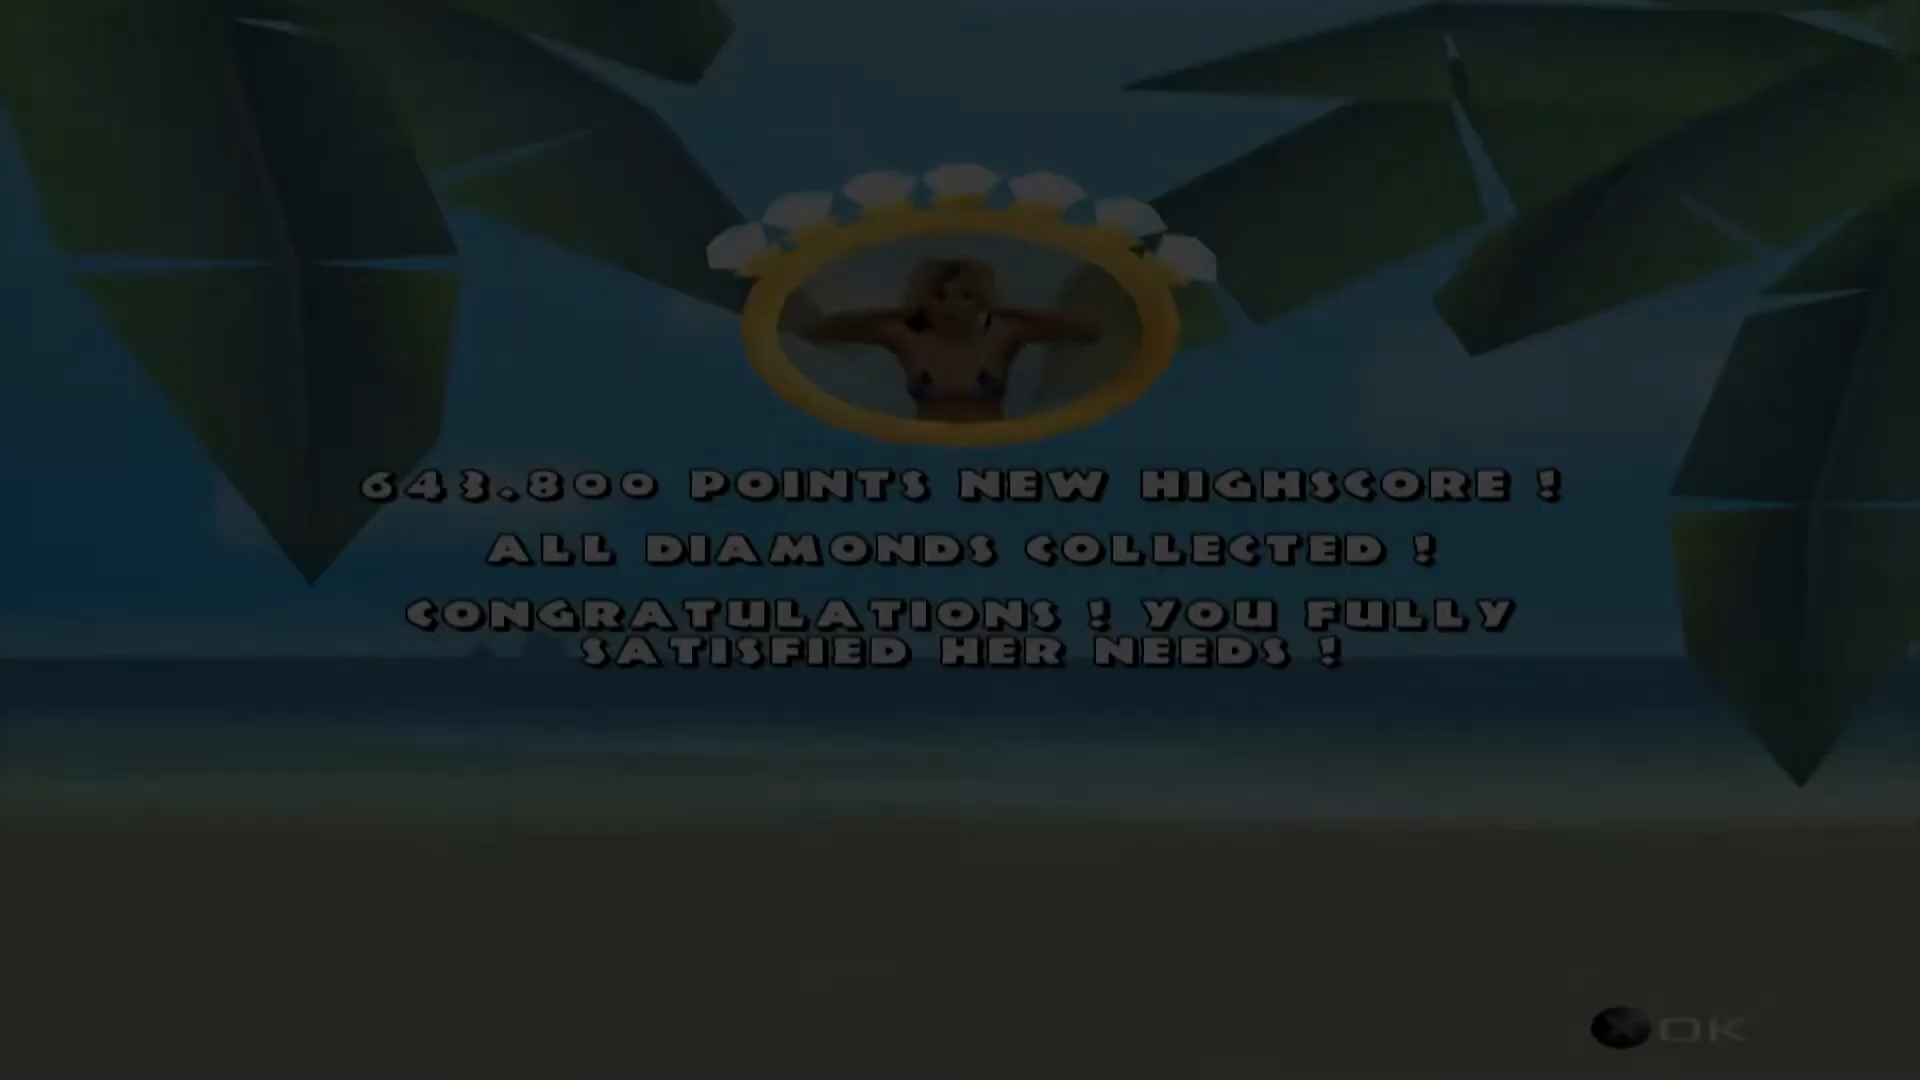 643.800 POINTS NEW HIGHSCORE !
ALL DIAMONDS COLLECTED !
CONGRATULATIONS ! YOU FULLY
SATISFIED HER NEEDS !
OK